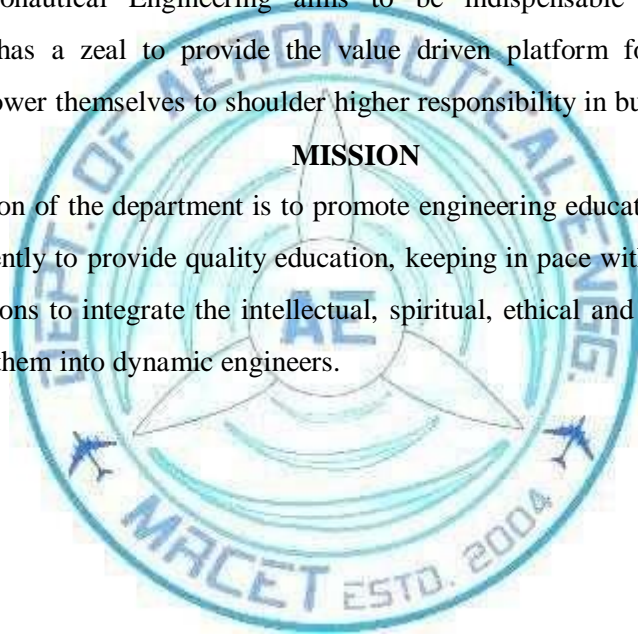 onautical Engineering aims to be indispensable
has a zeal to provide the value driven platform fo
ower themselves to shoulder higher responsibility in bu
MISSION
on of the department is to promote engineering educat
ently to provide quality education, keeping in pace wit
ons to integrate the intellectual, spiritual, ethical and
them into dynamic engineers.
DEPT. OF AERONAUTICAL ENGG.
AE
MRCET ESTD. 2004